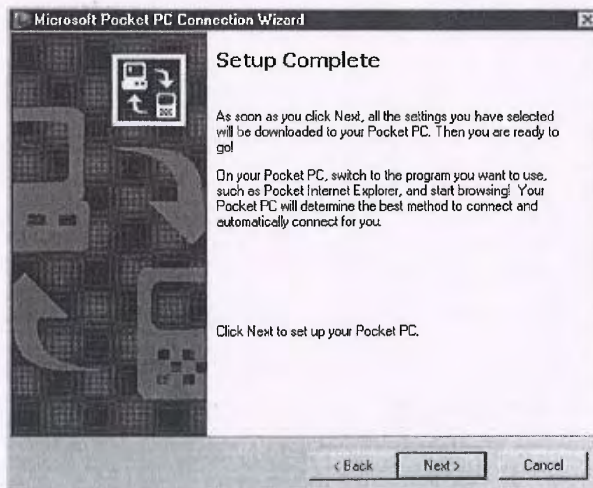 Microsoft Pocket PC Connection Wizard
Setup Complete
As soon as you click Next, all the settings you have selected
will be downloaded to your Pocket PC. Then you are ready to
go!
On your Pocket PC, switch to the program you want to use,
such as Pocket Internet Explorer, and start browsing! Your
Pocket PC will determine the best method to connect and
automatically connect for you.
Click Next to set up your Pocket PC.
< Back
Next >
Cancel